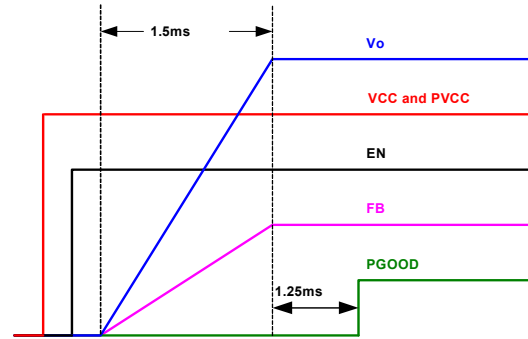 1.5ms
Vo
VCC and PVCC
EN
FB
PGOOD
1.25ms